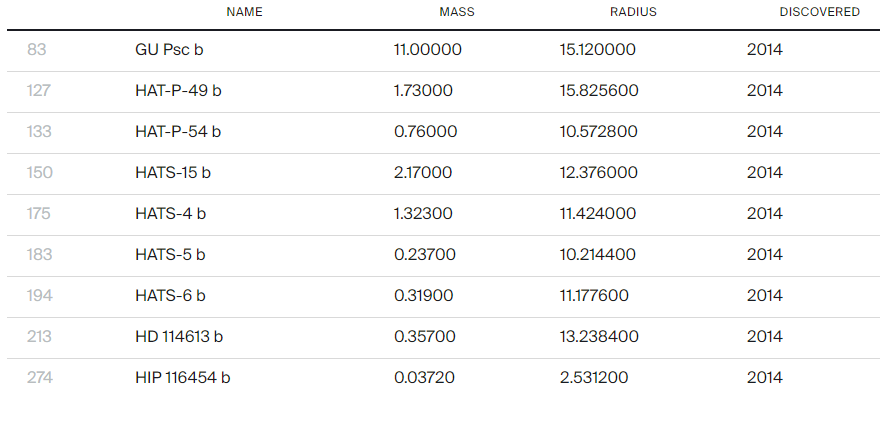 NAME MASS RADIUS DISCOVERED
83 GU Psc b 11.00000 15.120000 2014
127 HAT-P-49 b 1.73000 15.825600 2014
133 HAT-P-54 b 0.76000 10.572800 2014
150 HATS-15 b 2.17000 12.376000 2014
175 HATS-4 b 1.32300 11.424000 2014
183 HATS-5 b 0.23700 10.214400 2014
194 HATS-6 b 0.31900 11.177600 2014
213 HD 114613 b 0.35700 13.238400 2014
274 HIP 116454 b 0.03720 2.531200 2014